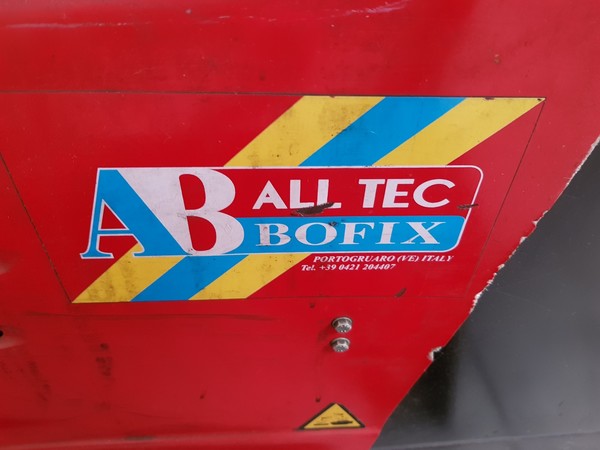 AB ALL TEC
BOFIX
PORTOGRUARO (VE) ITALY
Tel. +39 0421 204407